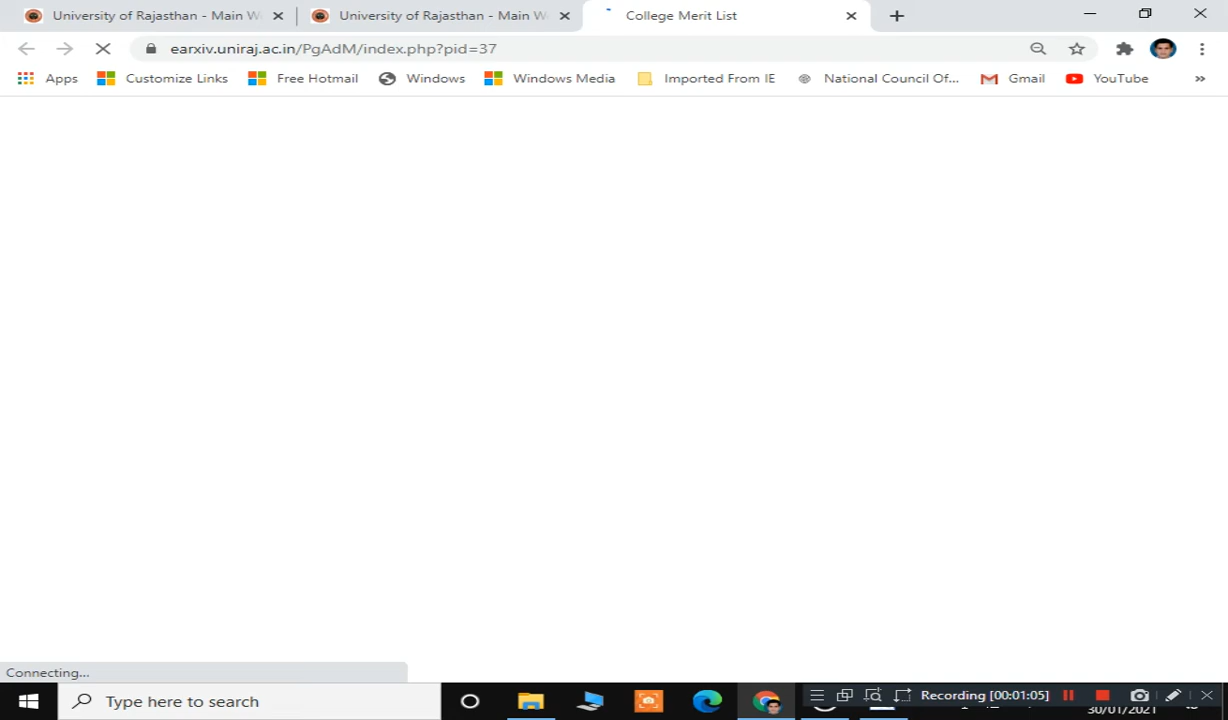 University of Rajasthan - Main W
University of Rajasthan - Main W
College Merit List
earxiv.uniraj.ac.in/PgAdM/index.php?pid=37
Apps
Customize Links
Free Hotmail
Windows
Windows Media
Imported From IE
National Council Of...
Gmail
YouTube
Connecting...
Type here to search
Recording [00:01:05]
30/01/2021